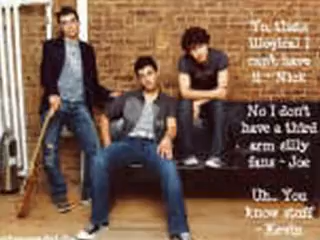 Yo, thats
illogical I
can't have
it - Nick
No I don't
have a third
arm silly
fans - Joe
Uh.. You
know stuff
- Kevin